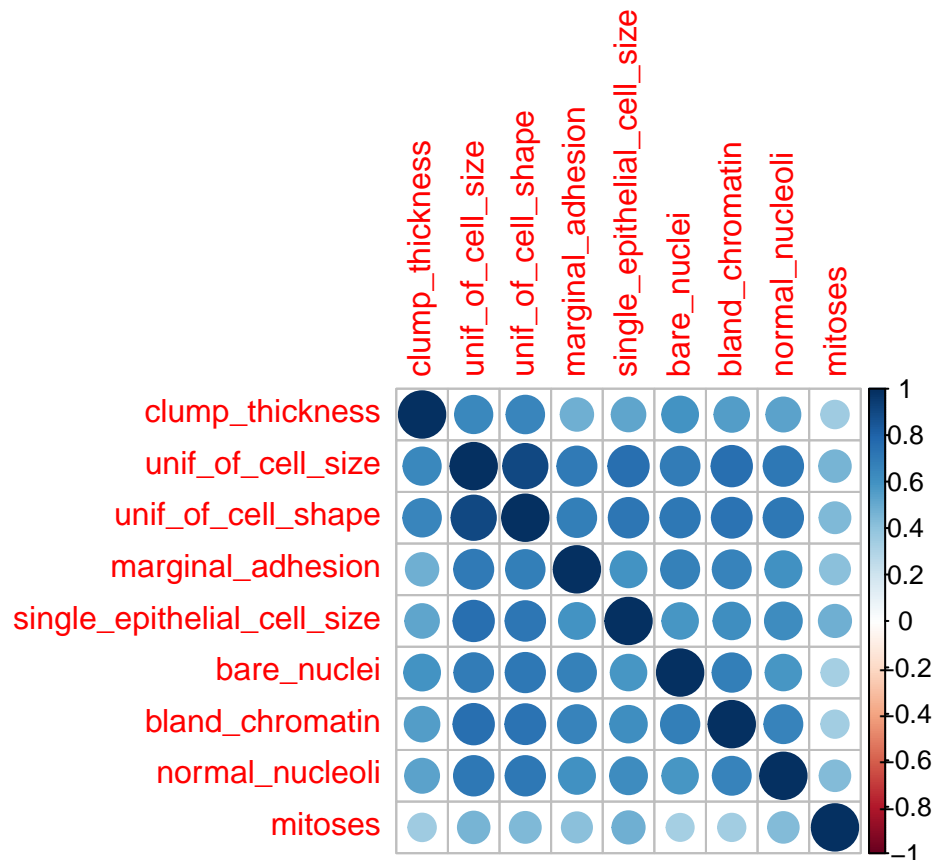 clump_thickness
unif_of_cell_size
unif_of_cell_shape
marginal_adhesion
single_epithelial_cell_size
bare_nuclei
bland_chromatin
normal_nucleoli
mitoses
clump_thickness
unif_of_cell_size
unif_of_cell_shape
marginal_adhesion
single_epithelial_cell_size
bare_nuclei
bland_chromatin
normal_nucleoli
mitoses
1
0.8
0.6
0.4
0.2
0
-0.2
-0.4
-0.6
-0.8
−1